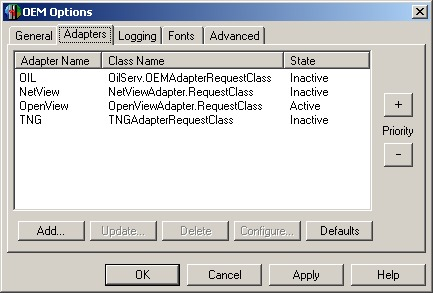 OEM Options
General Adapters Logging Fonts Advanced
Adapter Name Class Name State
OIL OilServ.OEMAdapterRequestClass Inactive
NetView NetViewAdapter.RequestClass Inactive
OpenView OpenViewAdapter.RequestClass Active
TNG TNGAdapterRequestClass Inactive
+
Priority
-
Add... Update... Delete Configure... Defaults
OK Cancel Apply Help